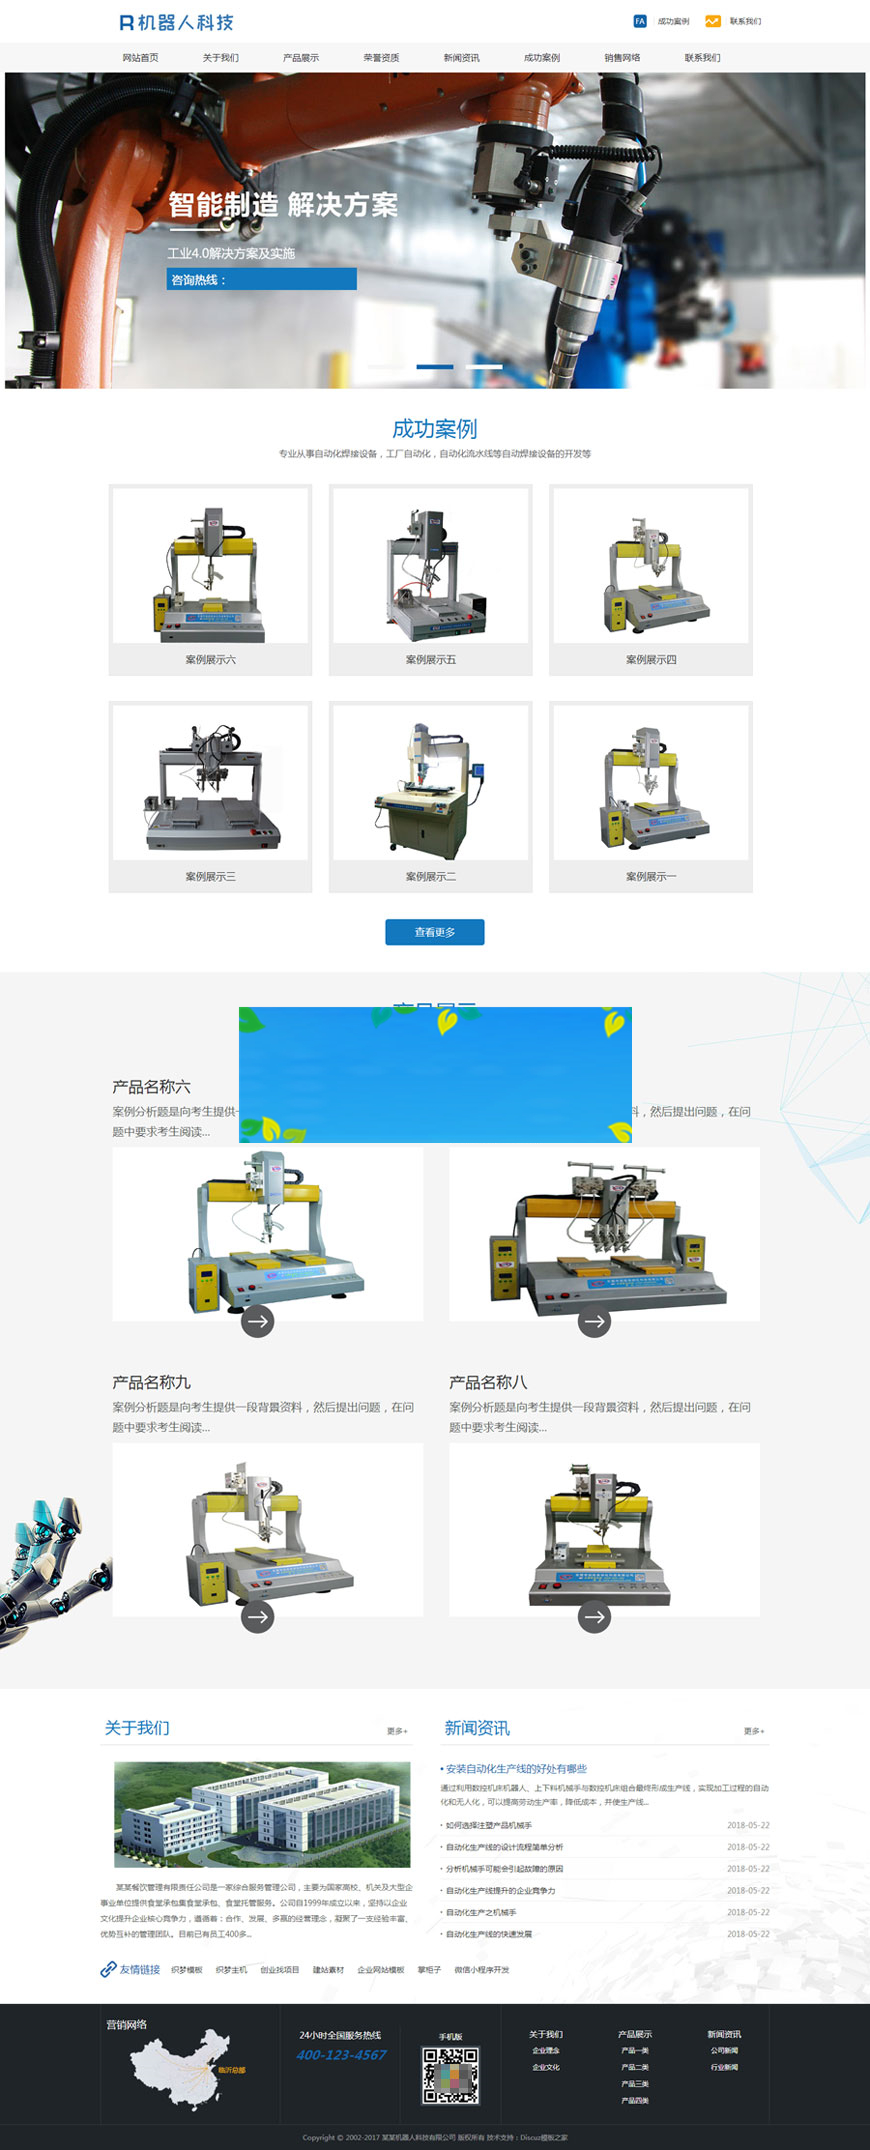 R机器人科技
FA 成功案例 联系我们
网站首页 关于我们 产品展示 荣誉资质 新闻资讯 成功案例 销售网络 联系我们
智能制造 解决方案
工业4.0解决方案及实施
咨询热线：
成功案例
专业从事自动化焊接设备，工厂自动化，自动化流水线等自动焊接设备的开发等
案例展示六 案例展示五 案例展示四
案例展示三 案例展示二 案例展示一
查看更多
产品展示
产品名称六
案例分析题是向考生提供一
料，然后提出问题，在问
题中要求考生阅读...
产品名称九 产品名称八
案例分析题是向考生提供一段背景资料，然后提出问题，在问
题中要求考生阅读...
案例分析题是向考生提供一段背景资料，然后提出问题，在问
题中要求考生阅读...
关于我们 更多+
某某餐饮管理有限责任公司是一家综合服务管理公司，主要为国家高校、机关及大型企
事业单位提供食堂承包集食堂承包、食堂托管服务。公司自1999年成立以来，坚持以企业
文化提升企业核心竞争力，遵循着：合作、发展、多赢的经营理念，凝聚了一支经验丰富、
优势互补的管理团队。目前已有员工400多...
新闻资讯 更多+
• 安装自动化生产线的好处有哪些
通过利用数控机床机器人、上下料机械手与数控机床组合最终形成生产线，实现加工过程的自动
化和无人化，可以提高劳动生产率，降低成本，并使生产线...
• 如何选择注塑产品机械手 2018-05-22
• 自动化生产线的设计流程简单分析 2018-05-22
• 分析机械手可能会引起故障的原因 2018-05-22
• 自动化生产线提升的企业竞争力 2018-05-22
• 自动化生产之机械手 2018-05-22
• 自动化生产线的快速发展 2018-05-22
友情链接 织梦模板 织梦主机 创业找项目 建站素材 企业网站模板 掌柜子 微信小程序开发
营销网络
临沂总部
24小时全国服务热线
400-123-4567
手机版
关于我们
企业理念
企业文化
产品展示
产品一类
产品二类
产品三类
产品四类
新闻资讯
公司新闻
行业新闻
Copyright © 2002-2017 某某机器人科技有限公司 版权所有 技术支持：Discuz模板之家